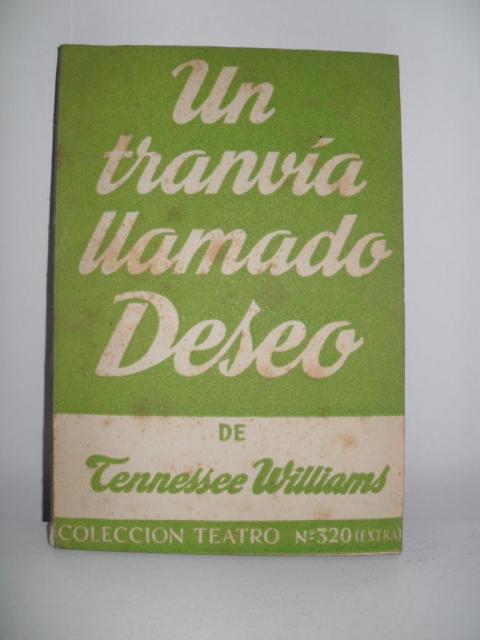 Un
tranvía
llamado
Deseo
DE
Tennessee Williams
COLECCION TEATRO Nº 320 (EXTRA)